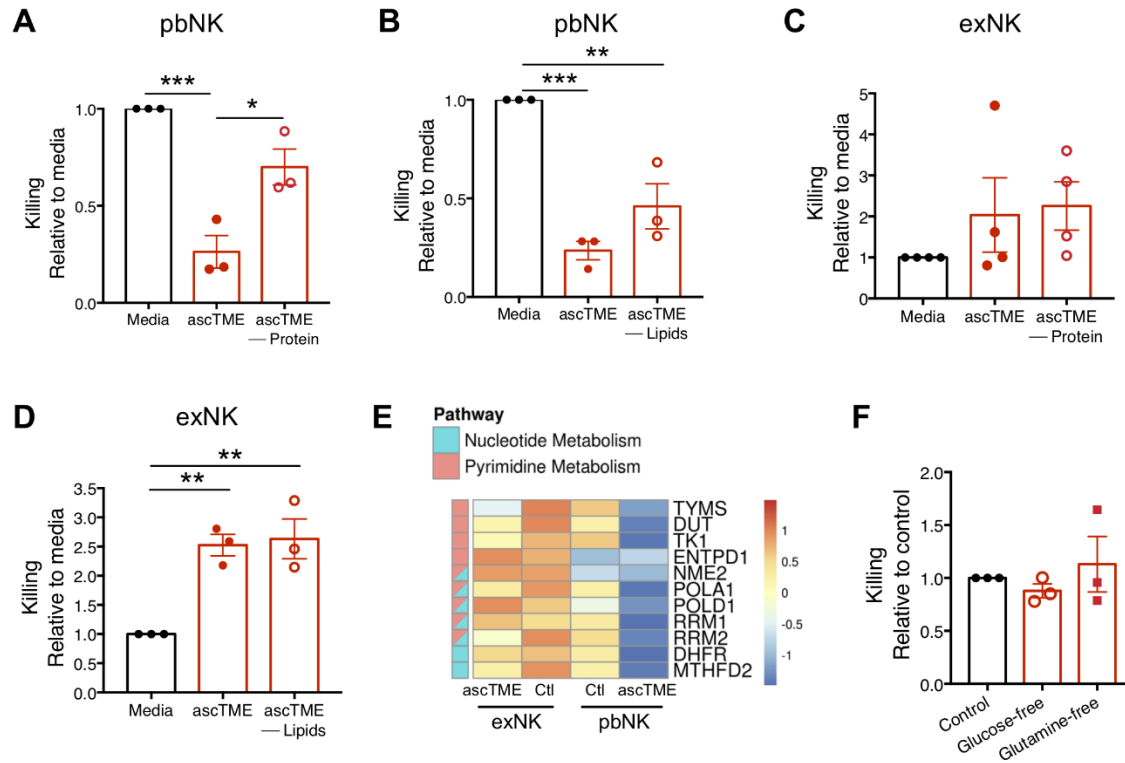 A
pbNK
Killing
Relative to media
1.0
0.5
0.0
***
*
Media
ascTME
ascTME
— Protein
B
pbNK
Killing
Relative to media
1.0
0.5
0.0
**
***
Media
ascTME
ascTME
— Lipids
C
exNK
Killing
Relative to media
5
4
3
2
1
0
Media
ascTME
ascTME
— Protein
D
exNK
Killing
Relative to media
3.5
3.0
2.5
2.0
1.5
1.0
0.5
0.0
**
**
Media
ascTME
ascTME
— Lipids
E
Pathway
Nucleotide Metabolism
Pyrimidine Metabolism
TYMS
DUT
TK1
ENTPD1
NME2
POLA1
POLD1
RRM1
RRM2
DHFR
MTHFD2
1
0.5
0
-0.5
-1
ascTME Ctl Ctl ascTME
exNK pbNK
F
Killing
Relative to control
2.0
1.5
1.0
0.5
0.0
Control
Glucose-free
Glutamine-free